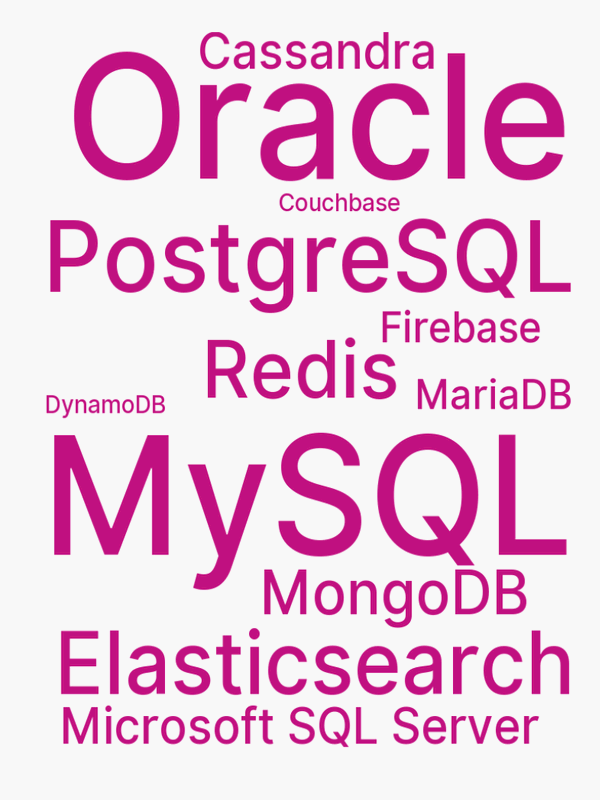 Cassandra
Oracle
Couchbase
PostgreSQL
Firebase
Redis
MariaDB
DynamoDB
MySQL
MongoDB
Elasticsearch
Microsoft SQL Server